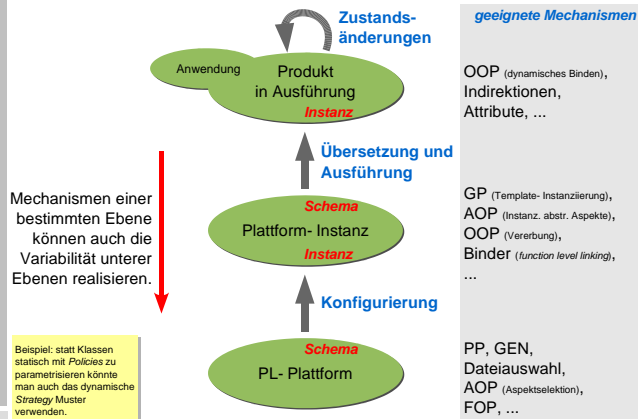 Zustands-
änderungen
geeignete Mechanismen
Anwendung
Produkt
in Ausführung
Instanz
OOP (dynamisches Binden),
Indirektionen,
Attribute, ...
Übersetzung und
Ausführung
Mechanismen einer
bestimmten Ebene
können auch die
Variabilität unterer
Ebenen realisieren.
Schema
Plattform- Instanz
Instanz
GP (Template- Instanziierung),
AOP (Instanz. abstr. Aspekte),
OOP (Vererbung),
Binder (function level linking),
...
Konfigurierung
Beispiel: statt Klassen
statisch mit Policies zu
parametrisieren könnte
man auch das dynamische
Strategy Muster
verwenden.
Schema
PL- Plattform
PP, GEN,
Dateiauswahl,
AOP (Aspektselektion),
FOP, ...